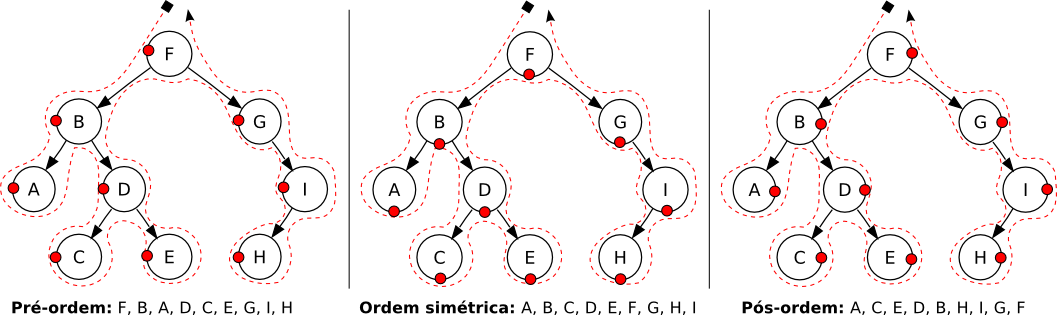 F
F
F
B
G
B
G
B
G
A
D
I
A
D
I
A
D
I
C
E
H
C
E
H
C
E
H
Pré-ordem: F, B, A, D, C, E, G, I, H
Ordem simétrica: A, B, C, D, E, F, G, H, I
Pós-ordem: A, C, E, D, B, H, I, G, F